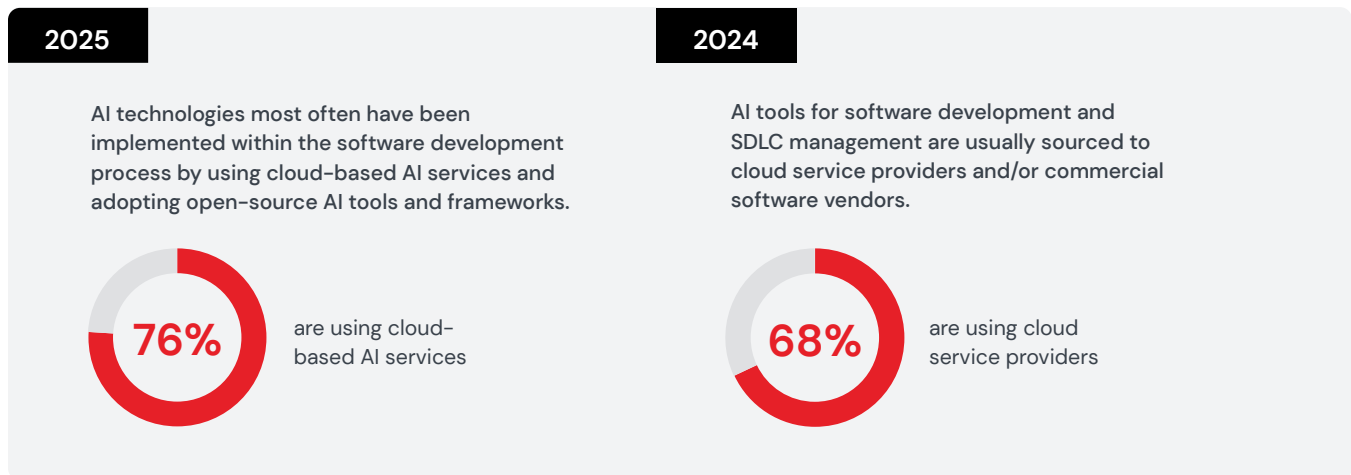 2025
AI technologies most often have been
implemented within the software development
process by using cloud-based AI services and
adopting open-source AI tools and frameworks.
76%
are using cloud-
based AI services
2024
AI tools for software development and
SDLC management are usually sourced to
cloud service providers and/or commercial
software vendors.
68%
are using cloud
service providers